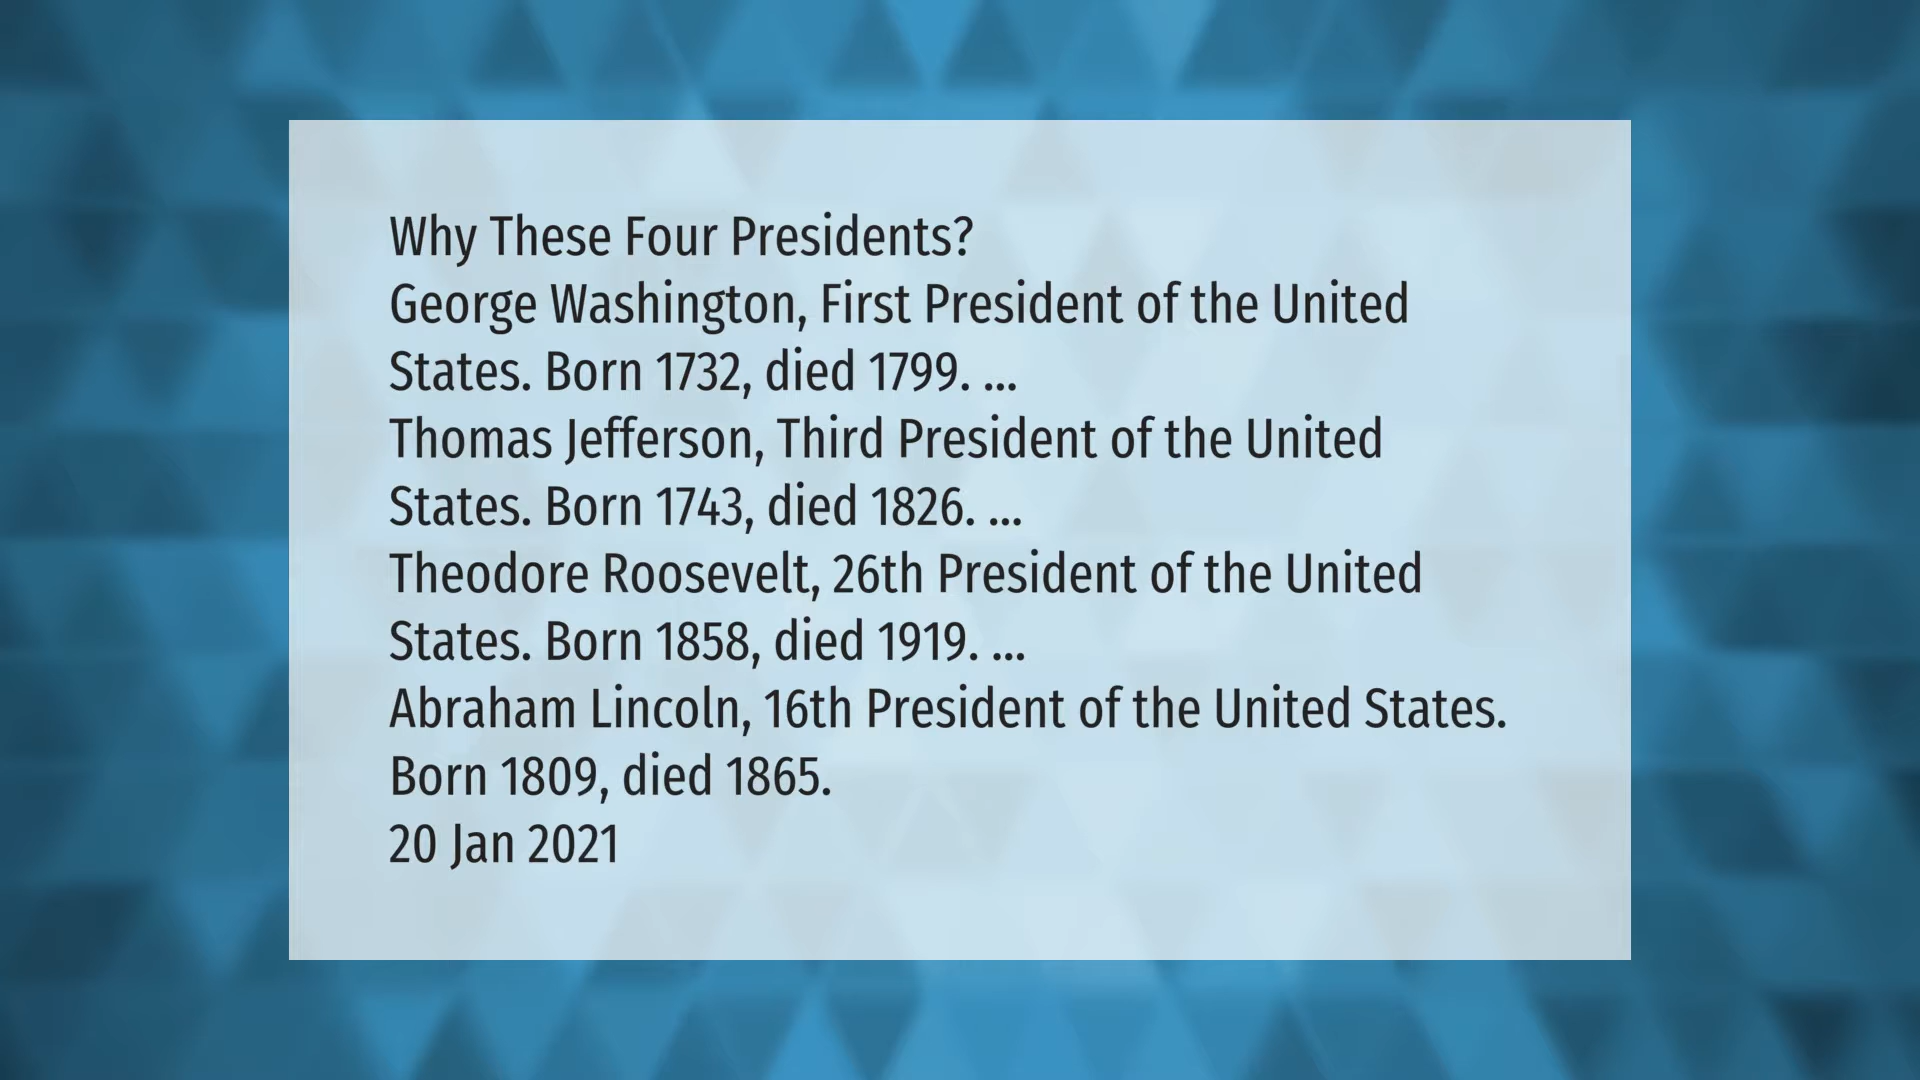 Why These Four Presidents?
George Washington, First President of the United
States. Born 1732, died 1799. ...
Thomas Jefferson, Third President of the United
States. Born 1743, died 1826. ...
Theodore Roosevelt, 26th President of the United
States. Born 1858, died 1919. ...
Abraham Lincoln, 16th President of the United States.
Born 1809, died 1865.
20 Jan 2021